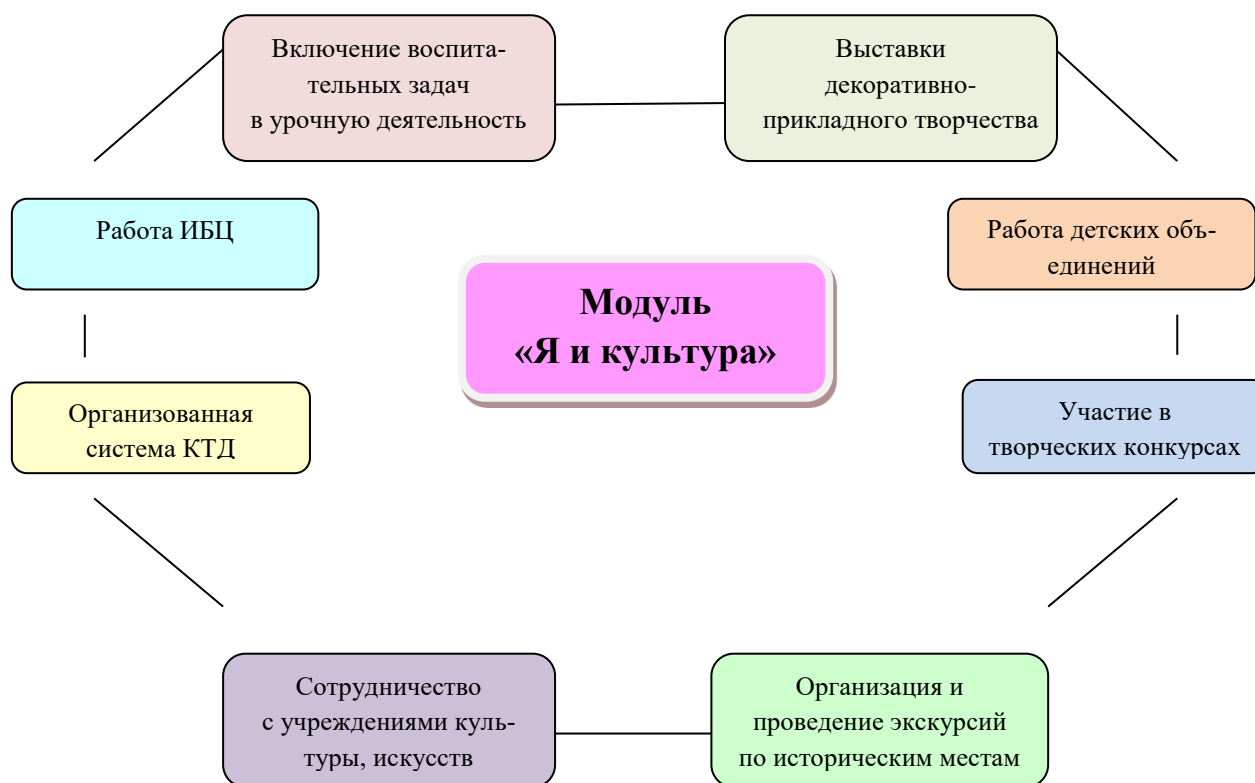 Включение воспита-
тельных задач
в урочную деятельность
Выставки
декоративно-
прикладного творчества
Работа ИБЦ
Работа детских объ-
единений
Модуль
«Я и культура»
Организованная
система КТД
Участие в
творческих конкурсах
Сотрудничество
с учреждениями куль-
туры, искусств
Организация и
проведение экскурсий
по историческим местам